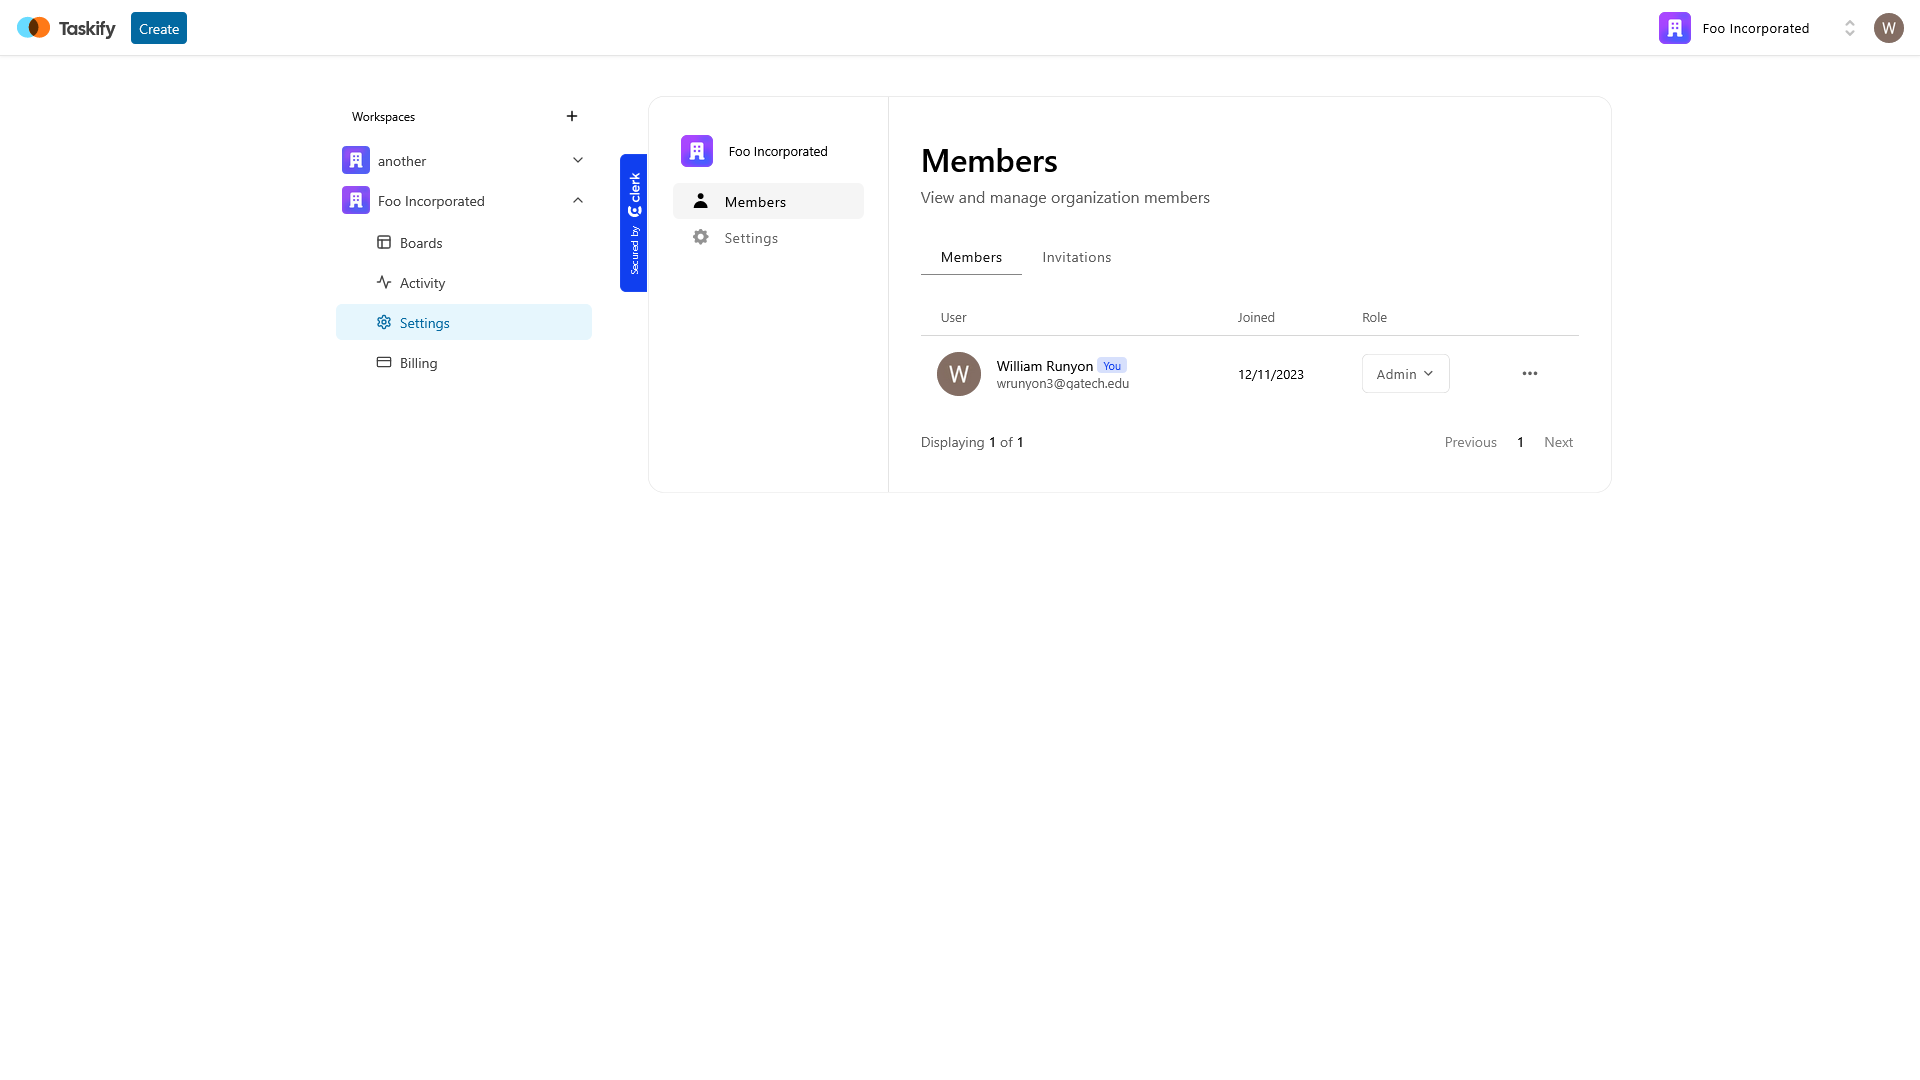 Taskify
Create
Foo Incorporated
W
Workspaces
another
Foo Incorporated
Boards
Activity
Settings
Billing
Secured by clerk
Foo Incorporated
Members
Settings
Members
View and manage organization members
Members Invitations
User Joined Role
W
William Runyon You
wrunyon3@gatech.edu
12/11/2023
Admin
Displaying 1 of 1
Previous 1 Next